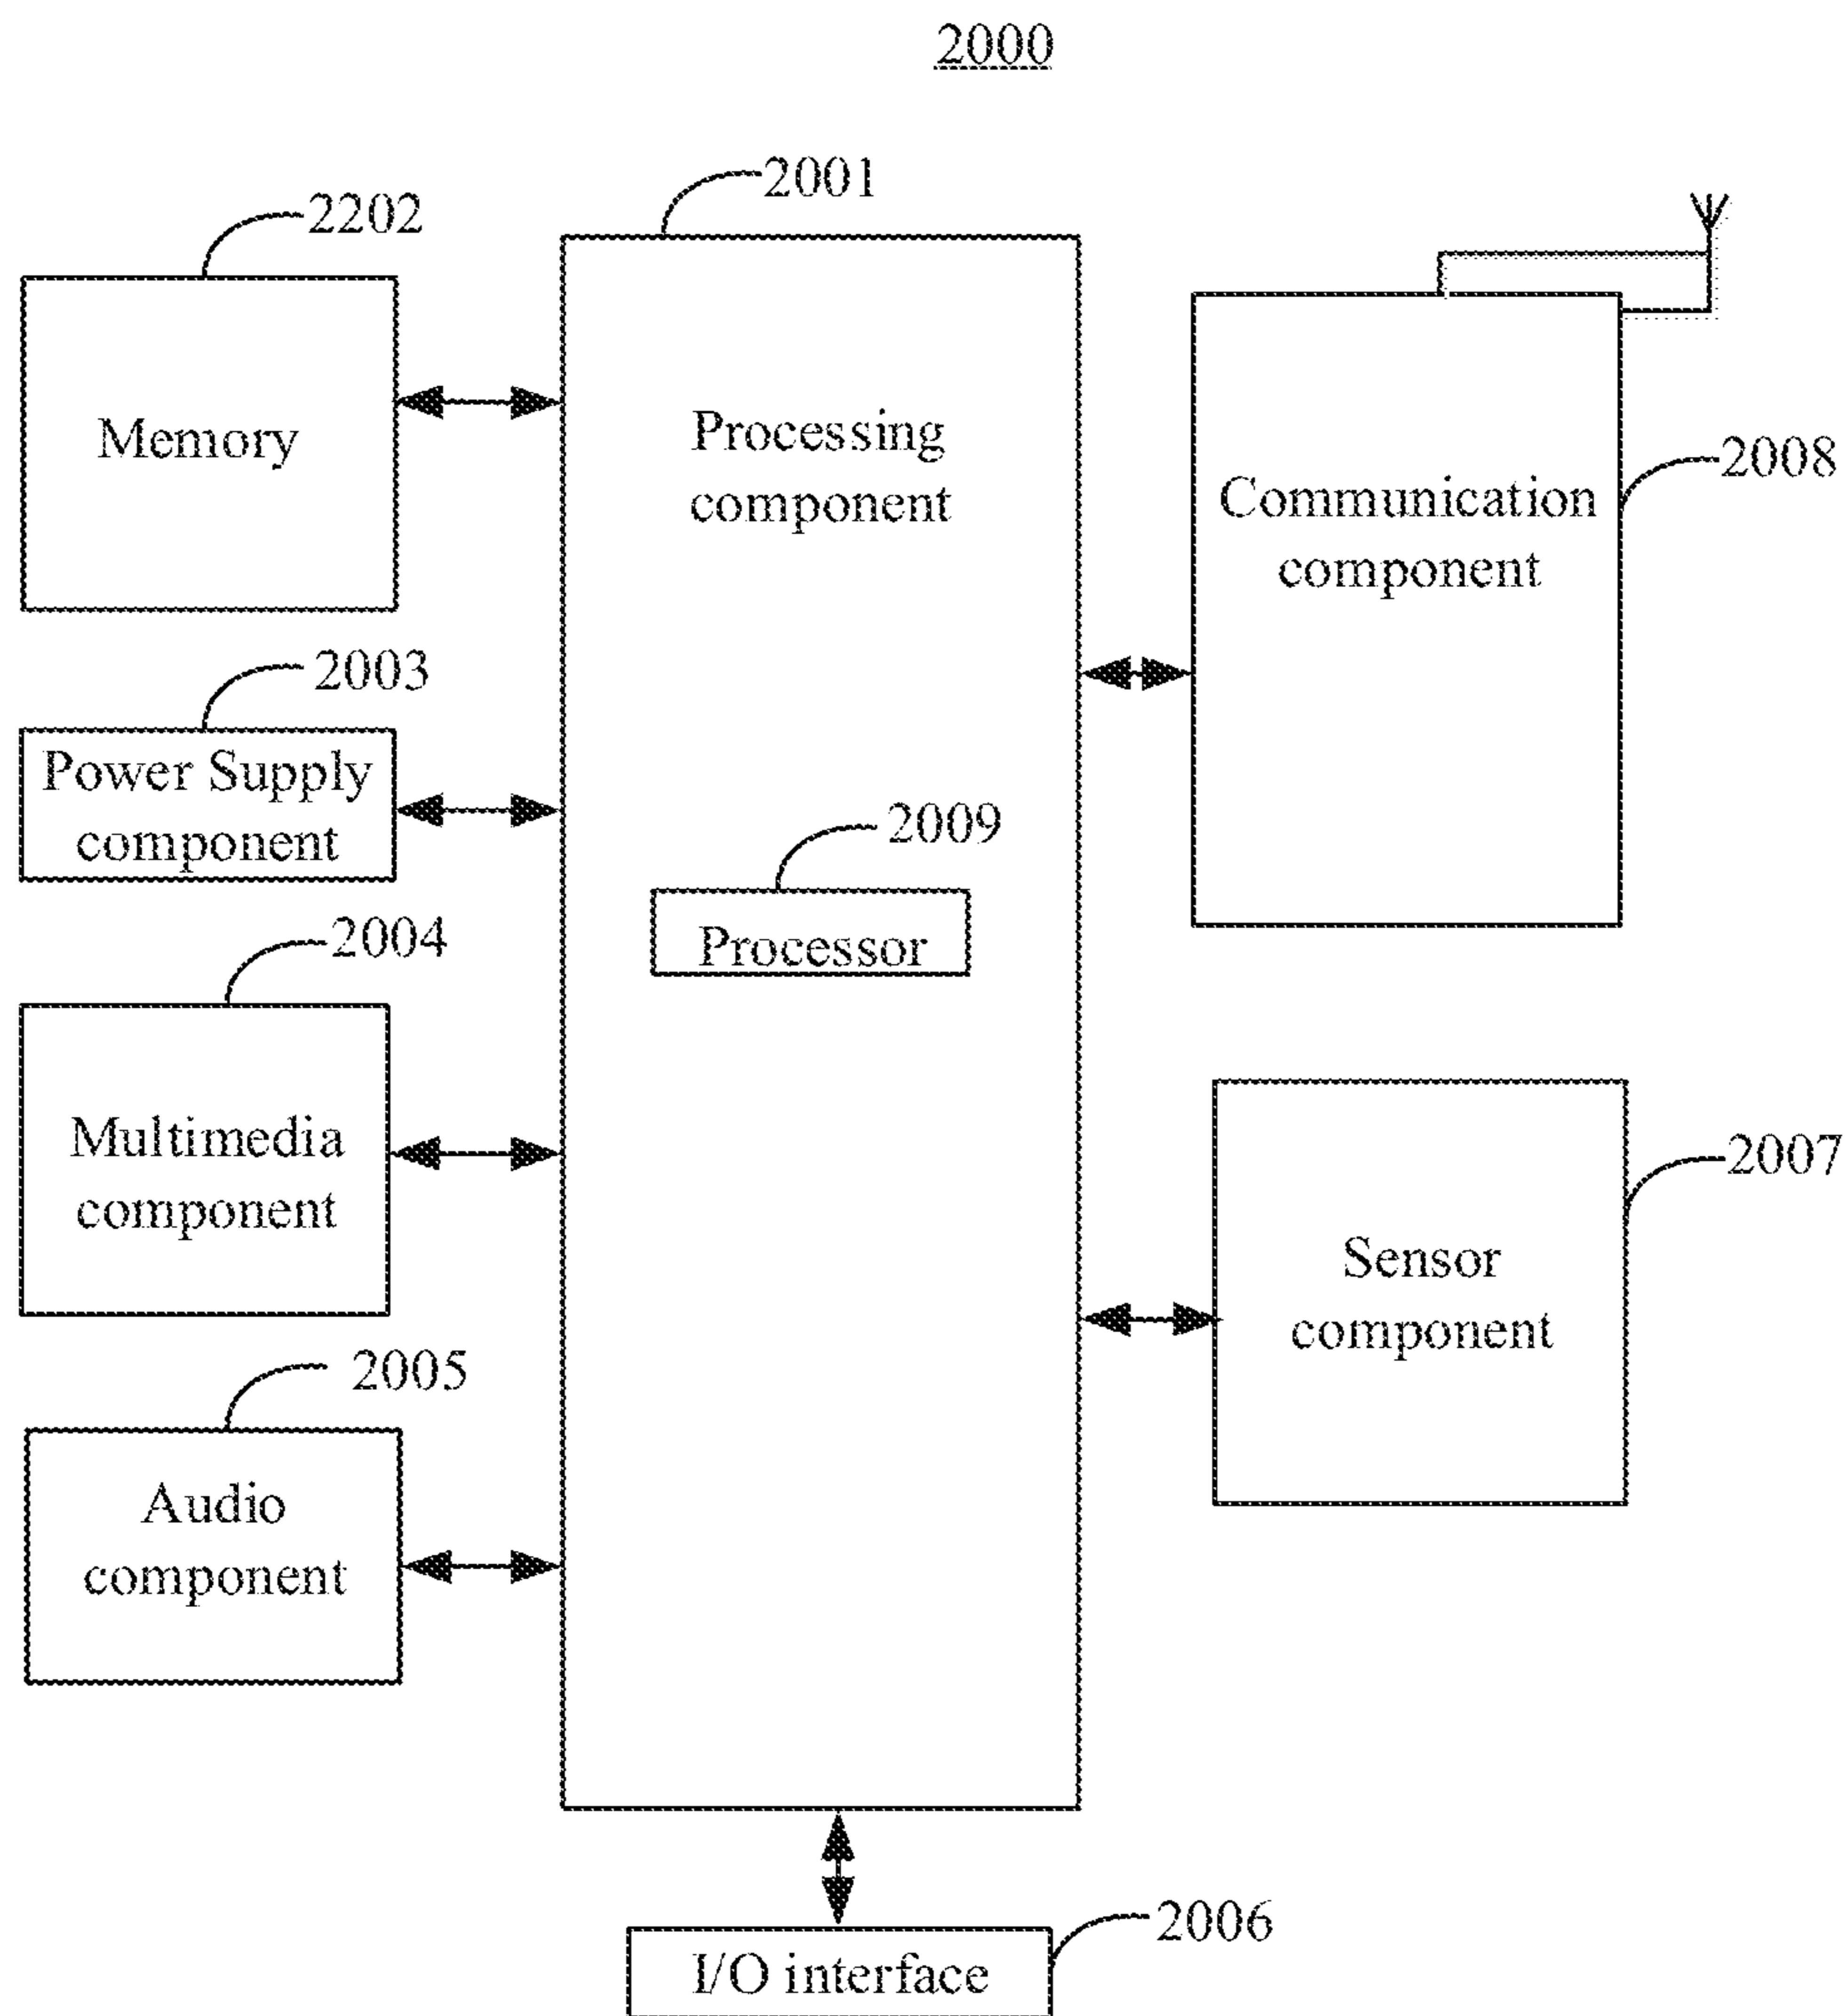 2000
2202
Memory
2001
Processing
component
2008
Communication
component
2003
Power Supply
component
2009
Processor
2004
Multimedia
component
2007
Sensor
component
2005
Audio
component
2006
I/O interface